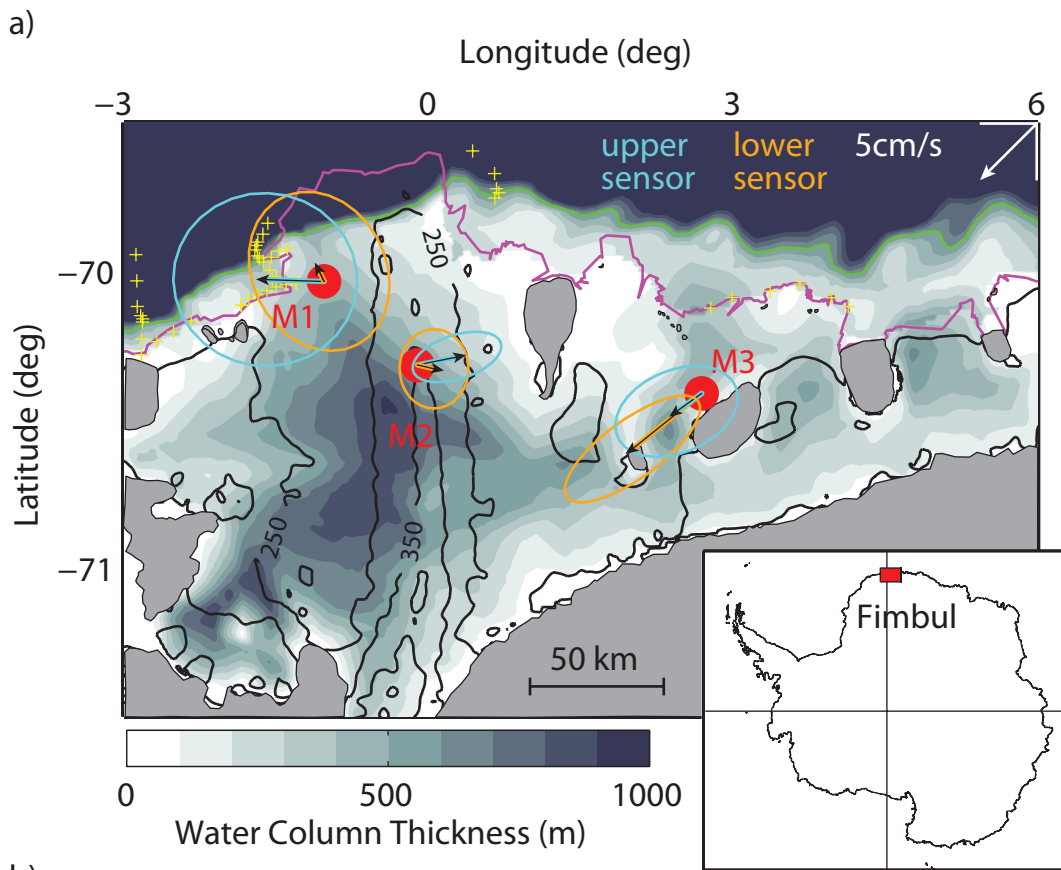 a)
Longitude (deg)
−3 0 3 6
upper lower 5cm/s
sensor sensor
250
−70
M1
M3
Latitude (deg)
M2
250
350
−71
Fimbul
50 km
0 500 1000
Water Column Thickness (m)